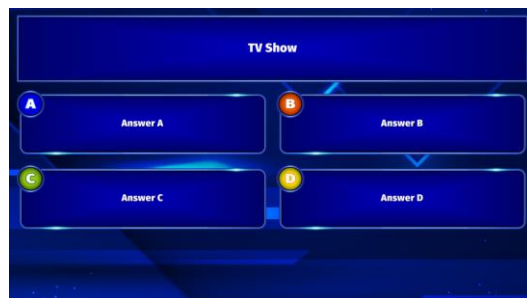 TV Show
A
Answer A
B
Answer B
C
Answer C
D
Answer D